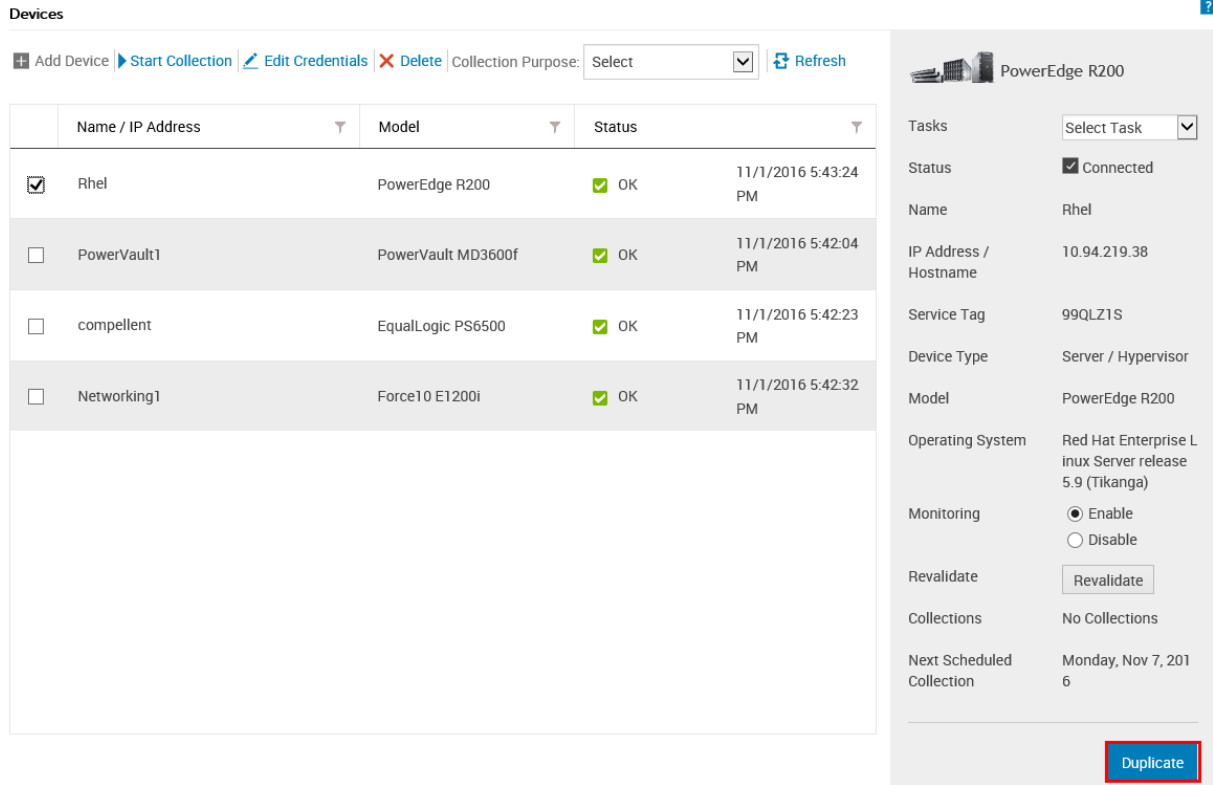 Devices
?
Add Device Start Collection Edit Credentials Delete Collection Purpose: Select Refresh
Name / IP Address Model Status
Rhel PowerEdge R200 OK 11/1/2016 5:43:24
PM
PowerVault1 PowerVault MD3600f OK 11/1/2016 5:42:04
PM
compellent EqualLogic PS6500 OK 11/1/2016 5:42:23
PM
Networking1 Force10 E1200i OK 11/1/2016 5:42:32
PM
PowerEdge R200
Tasks Select Task
Status Connected
Name Rhel
IP Address / 10.94.219.38
Hostname
Service Tag 99QLZ1S
Device Type Server / Hypervisor
Model PowerEdge R200
Operating System Red Hat Enterprise L
inux Server release
5.9 (Tikanga)
Monitoring Enable
Disable
Revalidate Revalidate
Collections No Collections
Next Scheduled Monday, Nov 7, 201
Collection 6
Duplicate